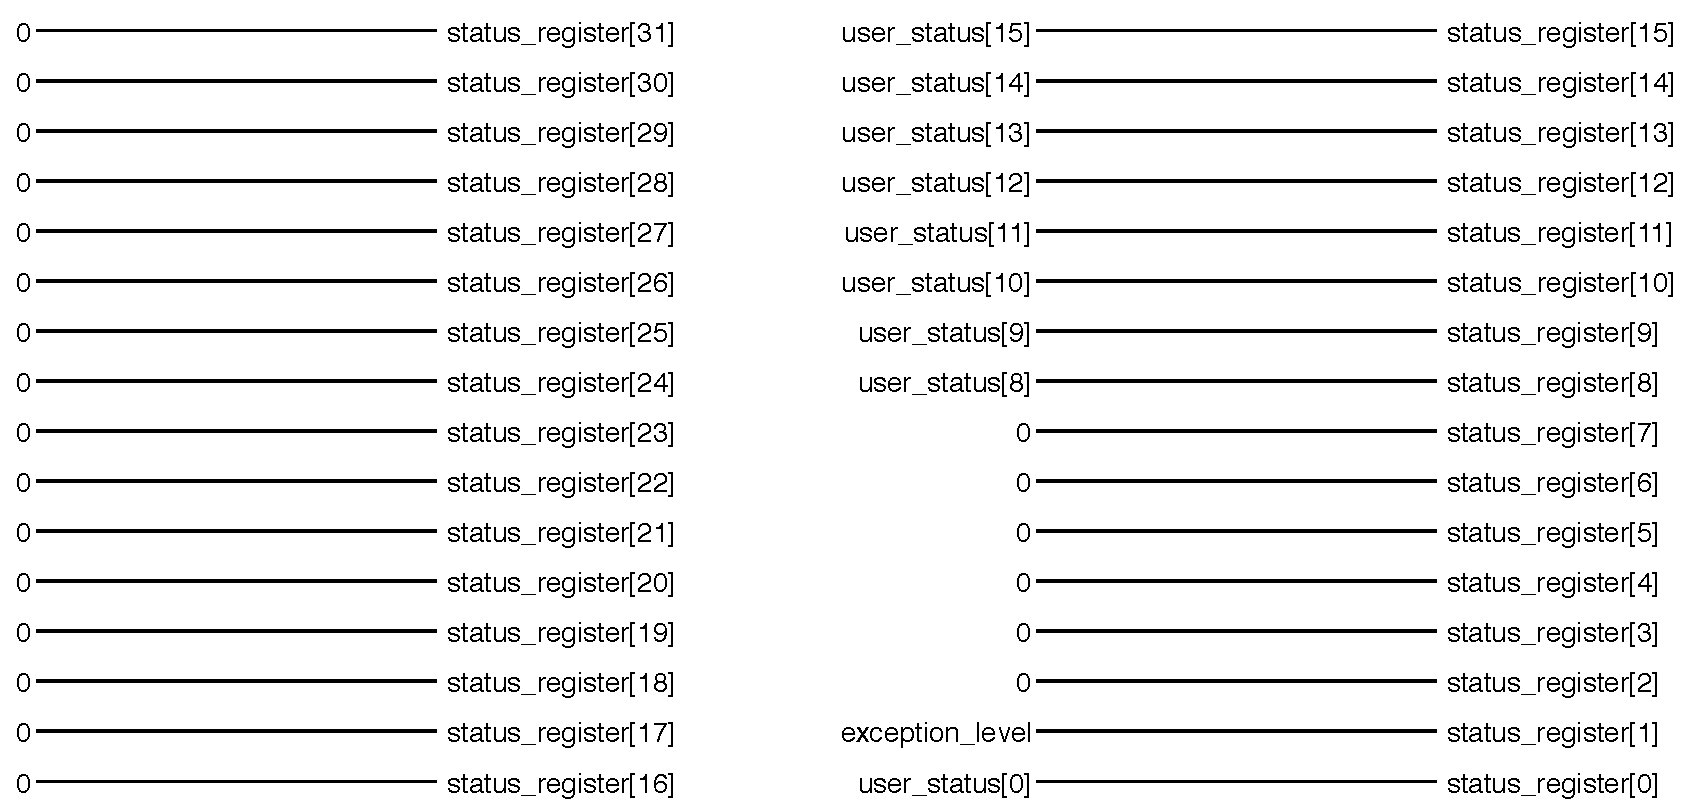 0 status_register[31]
0 status_register[30]
0 status_register[29]
0 status_register[28]
0 status_register[27]
0 status_register[26]
0 status_register[25]
0 status_register[24]
0 status_register[23]
0 status_register[22]
0 status_register[21]
0 status_register[20]
0 status_register[19]
0 status_register[18]
0 status_register[17]
0 status_register[16]
user_status[15] status_register[15]
user_status[14] status_register[14]
user_status[13] status_register[13]
user_status[12] status_register[12]
user_status[11] status_register[11]
user_status[10] status_register[10]
user_status[9] status_register[9]
user_status[8] status_register[8]
0 status_register[7]
0 status_register[6]
0 status_register[5]
0 status_register[4]
0 status_register[3]
0 status_register[2]
exception_level status_register[1]
user_status[0] status_register[0]